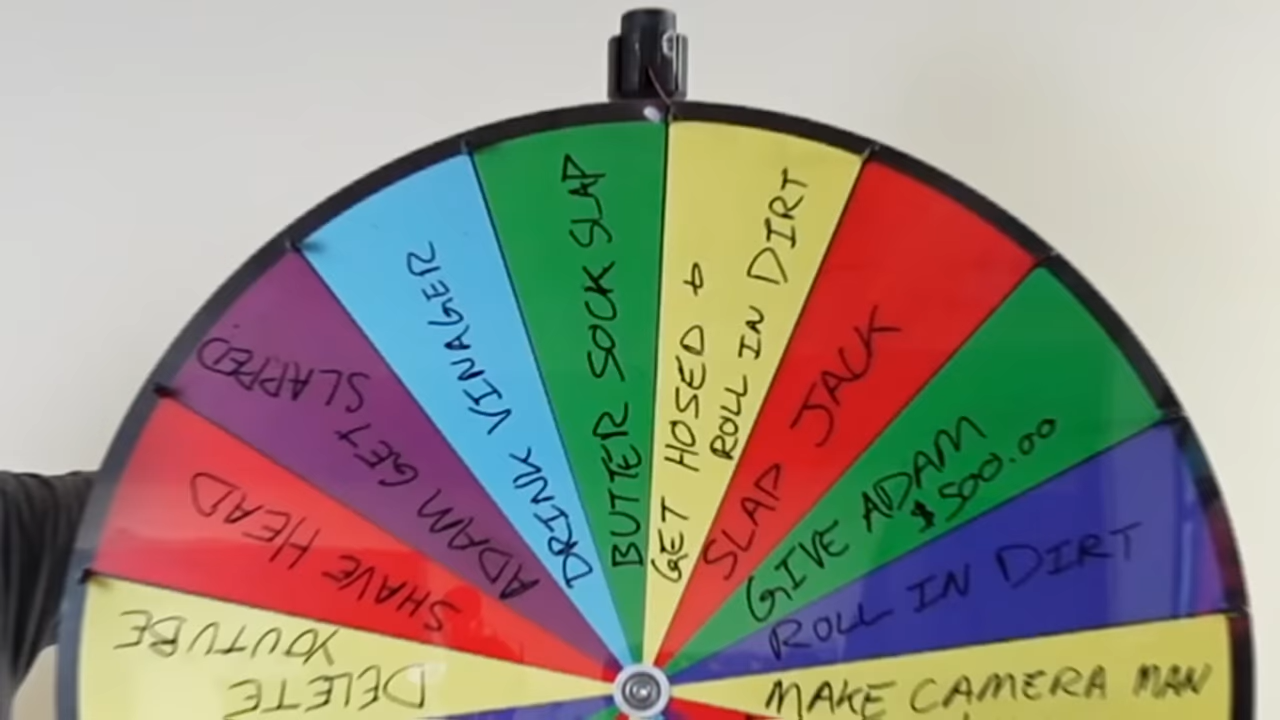 DELETE
YOUTUBE
SHAVE HEAD
ADAM GET SLAPPED
DRINK VINAGER
BUTTER SOCK SLAP
GET HOSED &
ROLL IN DIRT
SLAP JACK
GIVE ADAM
$500.00
ROLL IN DIRT
MAKE CAMERA MAN